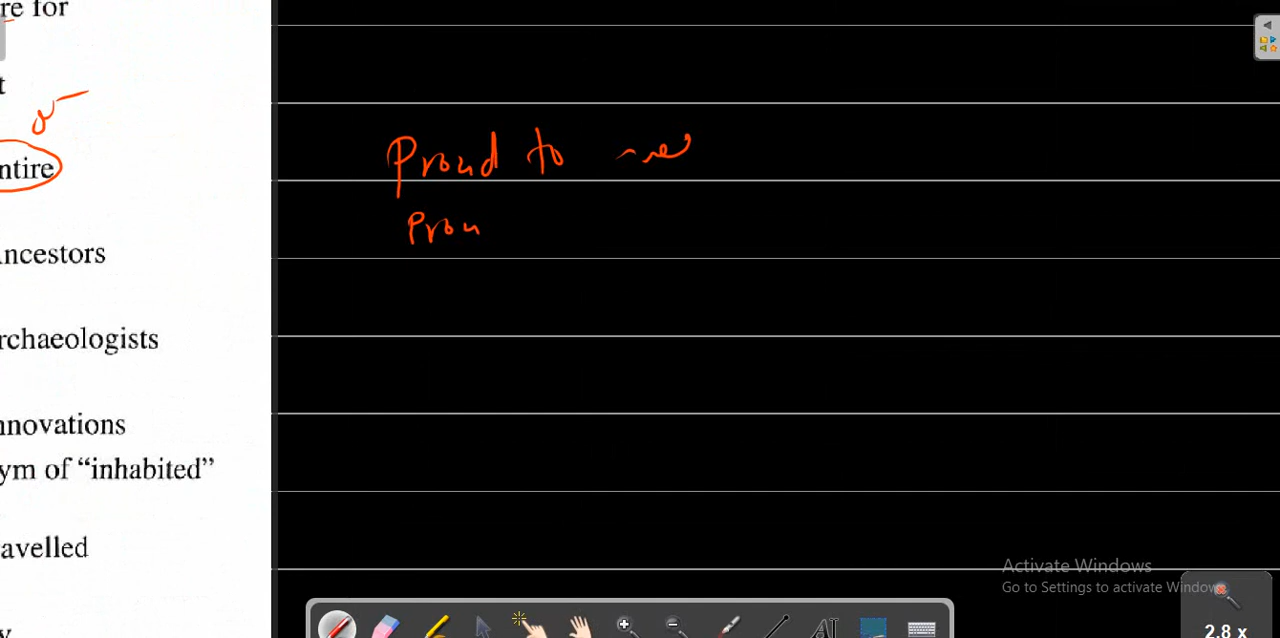 re for
t
ntire
Proud to
Prou
ncestors
rchaeologists
nnovations
ym of “inhabited”
avelled
Activate Windows
Go to Settings to activate Windows
2.8 x